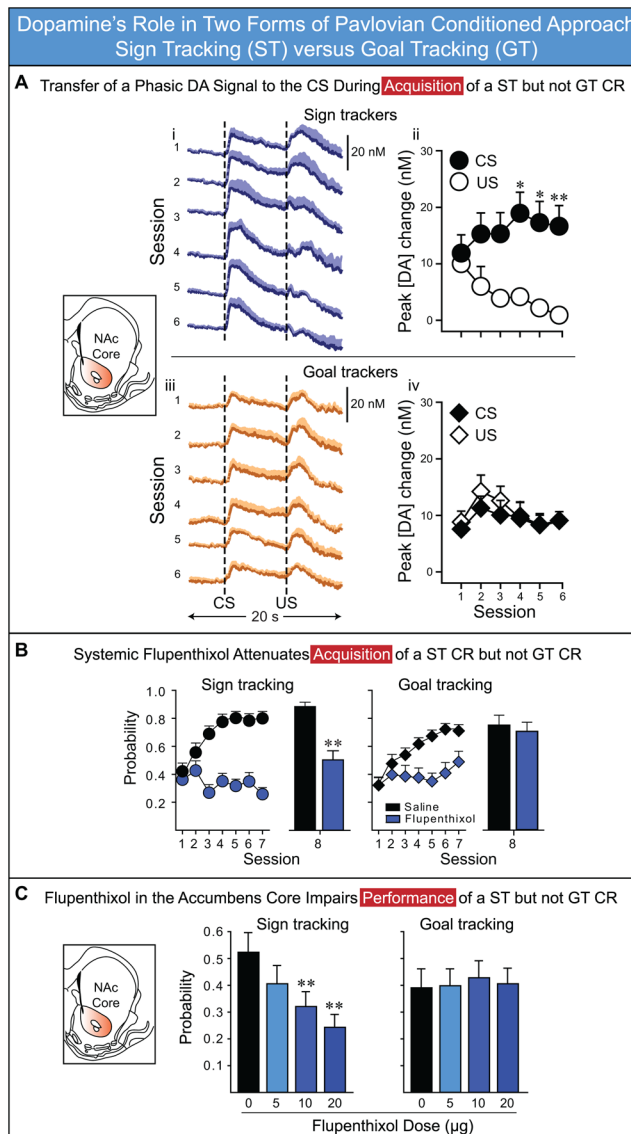 Dopamine's Role in Two Forms of Pavlovian Conditioned Approach
Sign Tracking (ST) versus Goal Tracking (GT)
A Transfer of a Phasic DA Signal to the CS During Acquisition of a ST but not GT CR
Sign trackers
i
1
2
3
4
5
6
Session
20 nM
ii
CS
US
30
20
10
0
Peak [DA] change (nM)
* * **
NAc
Core
Goal trackers
iii
1
2
3
4
5
6
Session
20 nM
CS US
20 s
iv
CS
US
30
20
10
0
Peak [DA] change (nM)
1 2 3 4 5 6
Session
B Systemic Flupenthixol Attenuates Acquisition of a ST CR but not GT CR
Sign tracking
Goal tracking
Probability
1.0
0.8
0.6
0.4
0.2
**
Saline
Flupenthixol
1 2 3 4 5 6 7 8
Session
1 2 3 4 5 6 7 8
Session
C Flupenthixol in the Accumbens Core Impairs Performance of a ST but not GT CR
NAc
Core
Sign tracking
Goal tracking
Probability
0.6
0.5
0.4
0.3
0.2
0.1
** **
0 5 10 20
0 5 10 20
Flupenthixol Dose (µg)